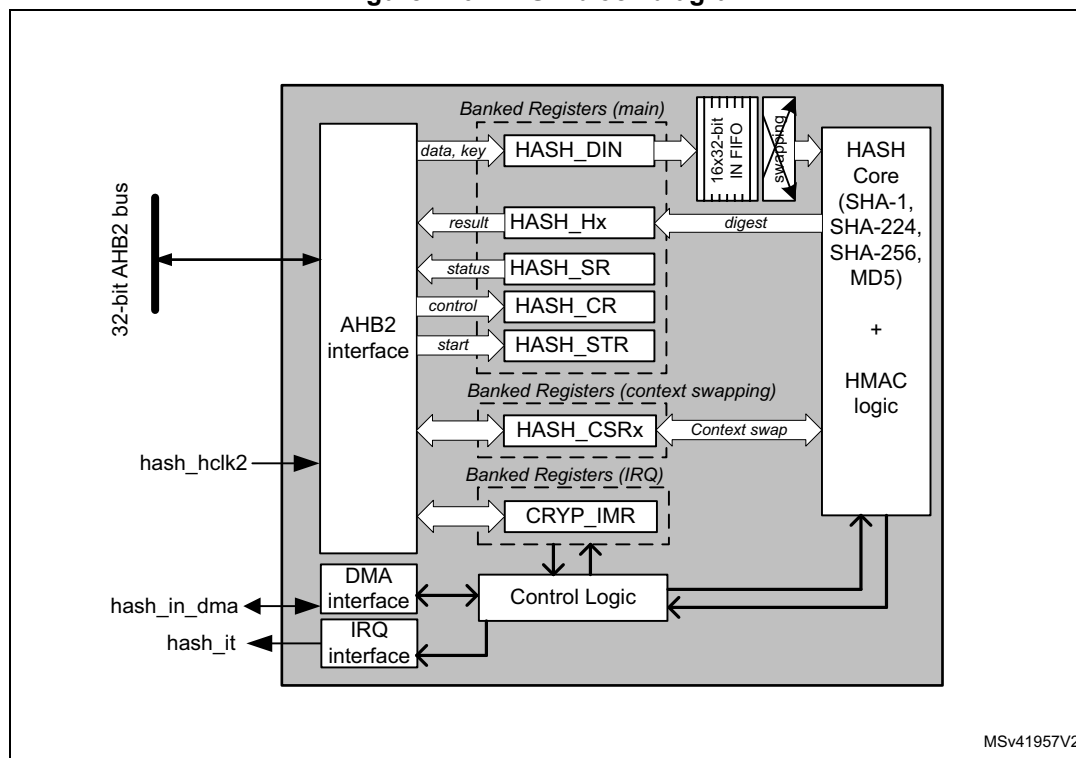 Banked Registers (main)
data, key
HASH_DIN
16x32-bit
IN FIFO
swapping
HASH
Core
(SHA-1,
SHA-224,
SHA-256,
MD5)
+
HMAC
logic
result
HASH_Hx
digest
status
HASH_SR
control
HASH_CR
start
HASH_STR
32-bit AHB2 bus
AHB2
interface
Banked Registers (context swapping)
HASH_CSRx
Context swap
hash_hclk2
Banked Registers (IRQ)
CRYP_IMR
DMA
interface
Control Logic
hash_in_dma
hash_it
IRQ
interface
MSv41957V2